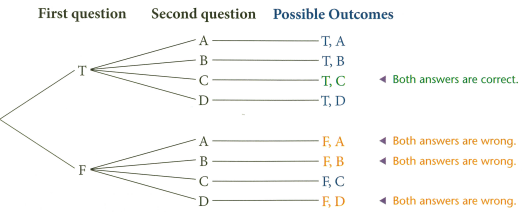 First question Second question Possible Outcomes
A T, A
B T, B
T
C T, C ◄ Both answers are correct.
D T, D
A F, A ◄ Both answers are wrong.
B F, B ◄ Both answers are wrong.
F
C F, C
D F, D ◄ Both answers are wrong.